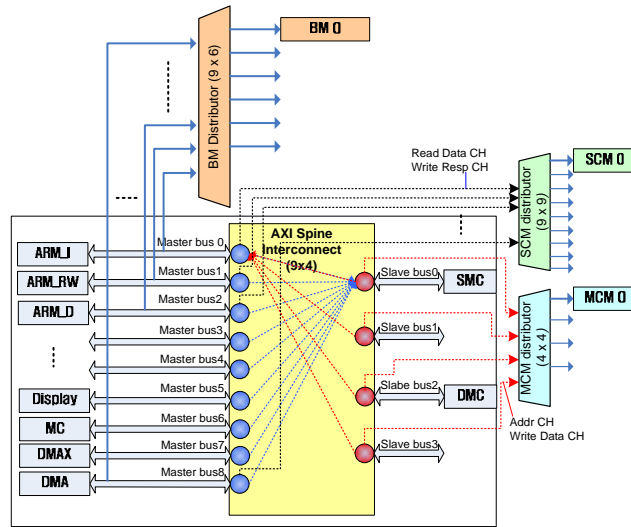 BM 0
BM Distributor (9 x 6)
Read Data CH
Write Resp CH
SCM 0
SCM distributor
(9 x 9)
AXI Spine
Interconnect
(9x4)
Master bus 0
ARM_I
Master bus1
ARM_RW
Master bus2
ARM_D
Master bus3
Master bus4
Master bus5
Display
Master bus6
MC
Master bus7
DMAX
Master bus8
DMA
Slave bus0
SMC
Slave bus1
Slabe bus2
DMC
Slave bus3
MCM 0
MCM distributor
(4 x 4)
Addr CH
Write Data CH